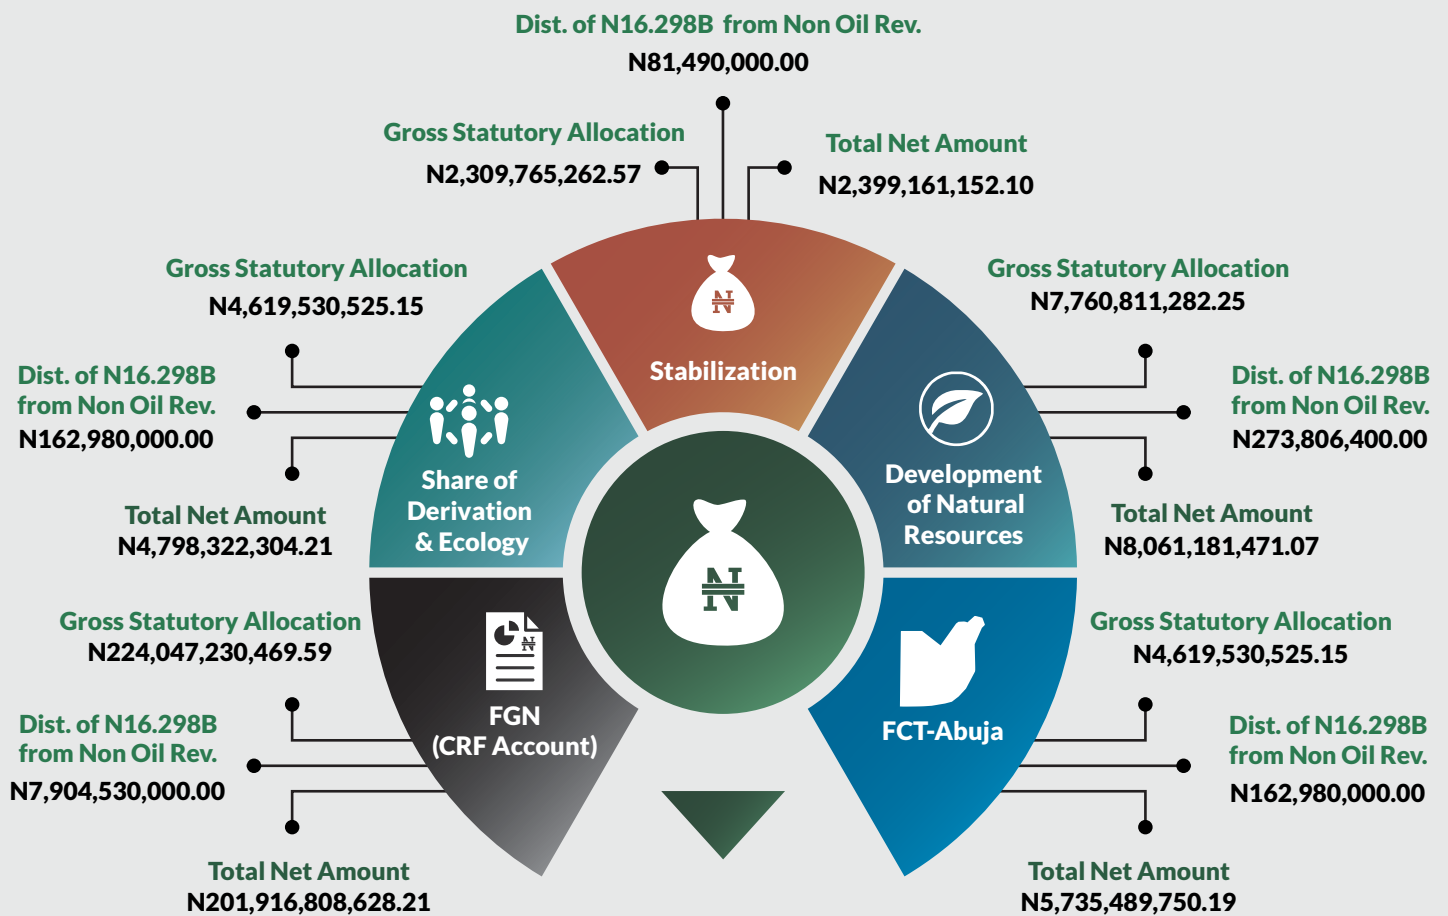 Dist. of N16.298B from Non Oil Rev.
N81,490,000.00
Gross Statutory Allocation
N2,309,765,262.57
Total Net Amount
N2,399,161,152.10
N
Stabilization
Gross Statutory Allocation
N4,619,530,525.15
Dist. of N16.298B
from Non Oil Rev.
N162,980,000.00
Total Net Amount
N4,798,322,304.21
Share of
Derivation
& Ecology
Gross Statutory Allocation
N7,760,811,282.25
Dist. of N16.298B
from Non Oil Rev.
N273,806,400.00
Total Net Amount
N8,061,181,471.07
Development
of Natural
Resources
N
Gross Statutory Allocation
N224,047,230,469.59
Dist. of N16.298B
from Non Oil Rev.
N7,904,530,000.00
Total Net Amount
N201,916,808,628.21
N
FGN
(CRF Account)
Gross Statutory Allocation
N4,619,530,525.15
Dist. of N16.298B
from Non Oil Rev.
N162,980,000.00
Total Net Amount
N5,735,489,750.19
FCT-Abuja